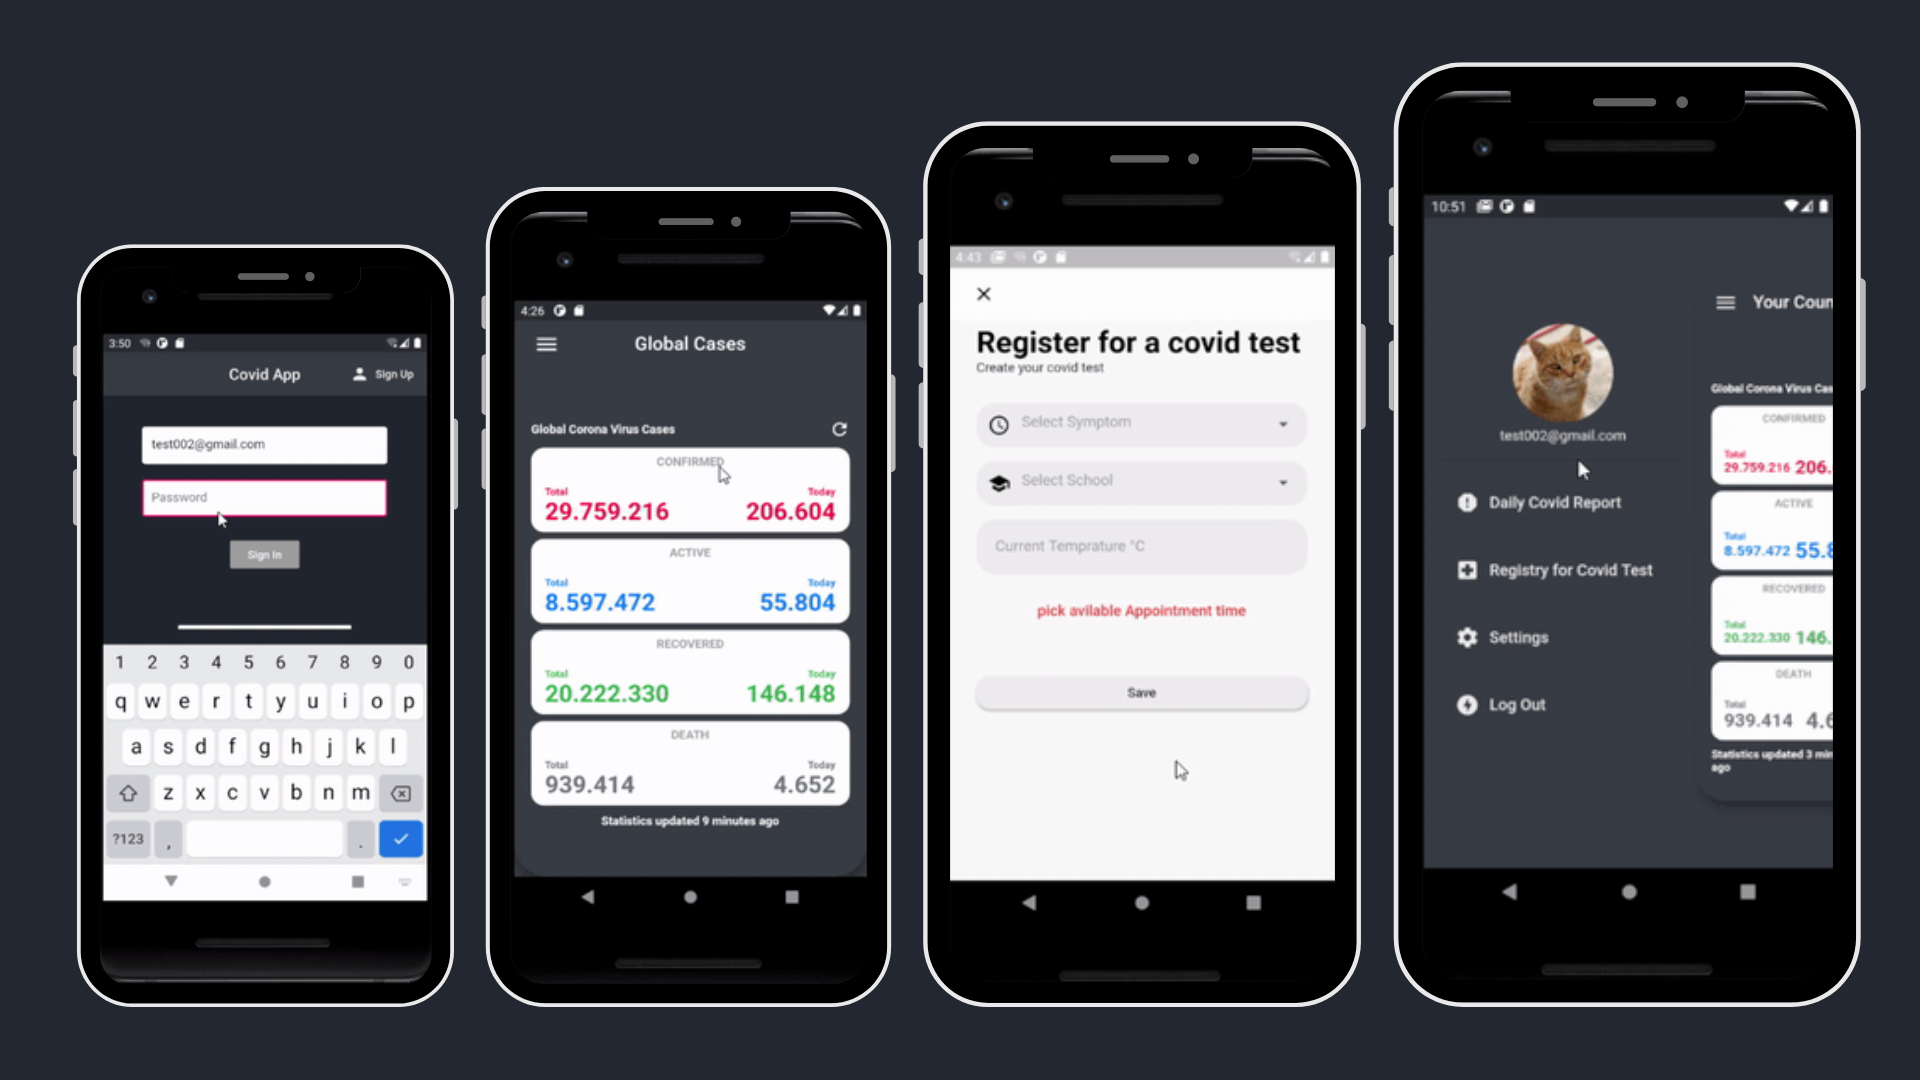 3:50
Covid App
Sign Up
test002@gmail.com
Password
Sign In
1 2 3 4 5 6 7 8 9 0
q w e r t y u i o p
a s d f g h j k l
z x c v b n m
?123 , .
4:26
Global Cases
Global Corona Virus Cases
CONFIRMED
Total Today
29.759.216 206.604
ACTIVE
Total Today
8.597.472 55.804
RECOVERED
Total Today
20.222.330 146.148
DEATH
Total Today
939.414 4.652
Statistics updated 9 minutes ago
4:43
Register for a covid test
Create your covid test
Select Symptom
Select School
Current Temprature °C
pick avilable Appointment time
Save
10:51
test002@gmail.com
Daily Covid Report
Registry for Covid Test
Settings
Log Out
Your Coun
Global Corona Virus Cas
CONFIRMED
Total
29.759.216 206.
ACTIVE
Total
8.597.472 55.8
RECOVERED
Total
20.222.330 146.
DEATH
Total
939.414 4.6
Statistics updated 3 min
ago